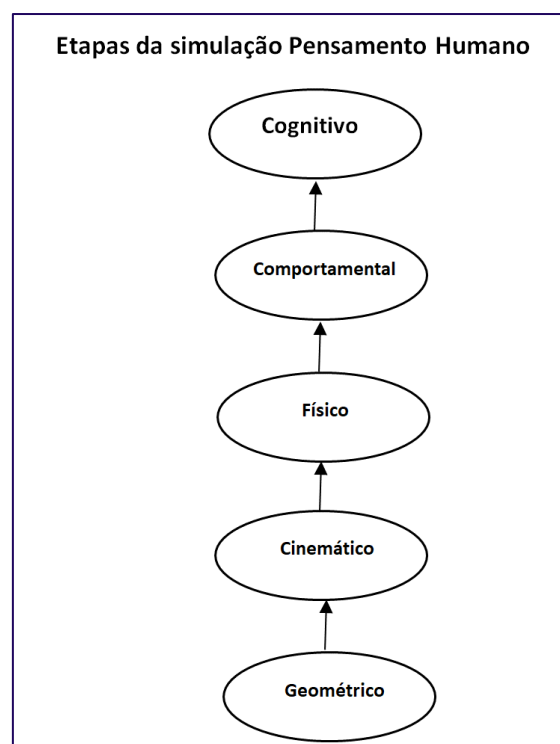 Etapas da simulação Pensamento Humano
Cognitivo
Comportamental
Físico
Cinemático
Geométrico